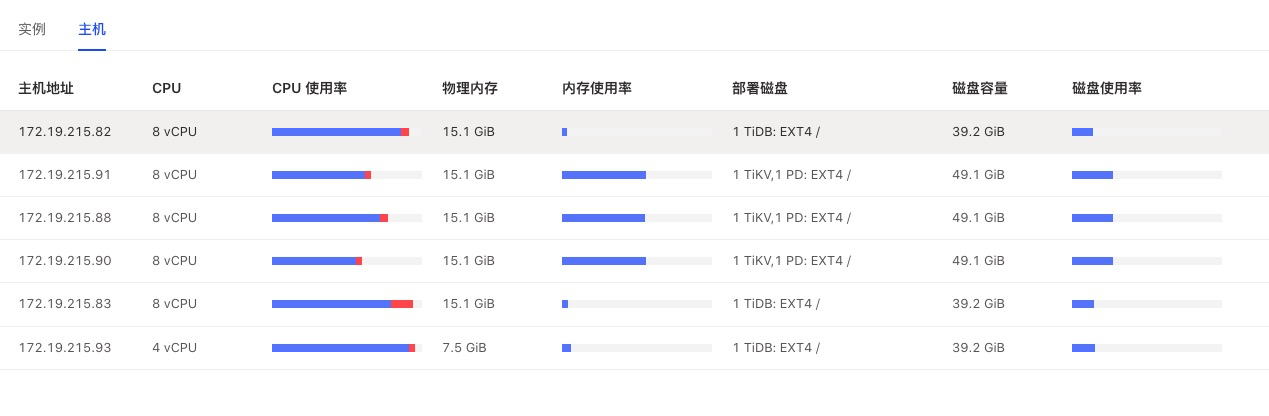 实例 主机
主机地址 CPU CPU 使用率 物理内存 内存使用率 部署磁盘 磁盘容量 磁盘使用率
172.19.215.82 8 vCPU 15.1 GiB 1 TiDB: EXT4 / 39.2 GiB
172.19.215.91 8 vCPU 15.1 GiB 1 TiKV,1 PD: EXT4 / 49.1 GiB
172.19.215.88 8 vCPU 15.1 GiB 1 TiKV,1 PD: EXT4 / 49.1 GiB
172.19.215.90 8 vCPU 15.1 GiB 1 TiKV,1 PD: EXT4 / 49.1 GiB
172.19.215.83 8 vCPU 15.1 GiB 1 TiDB: EXT4 / 39.2 GiB
172.19.215.93 4 vCPU 7.5 GiB 1 TiDB: EXT4 / 39.2 GiB